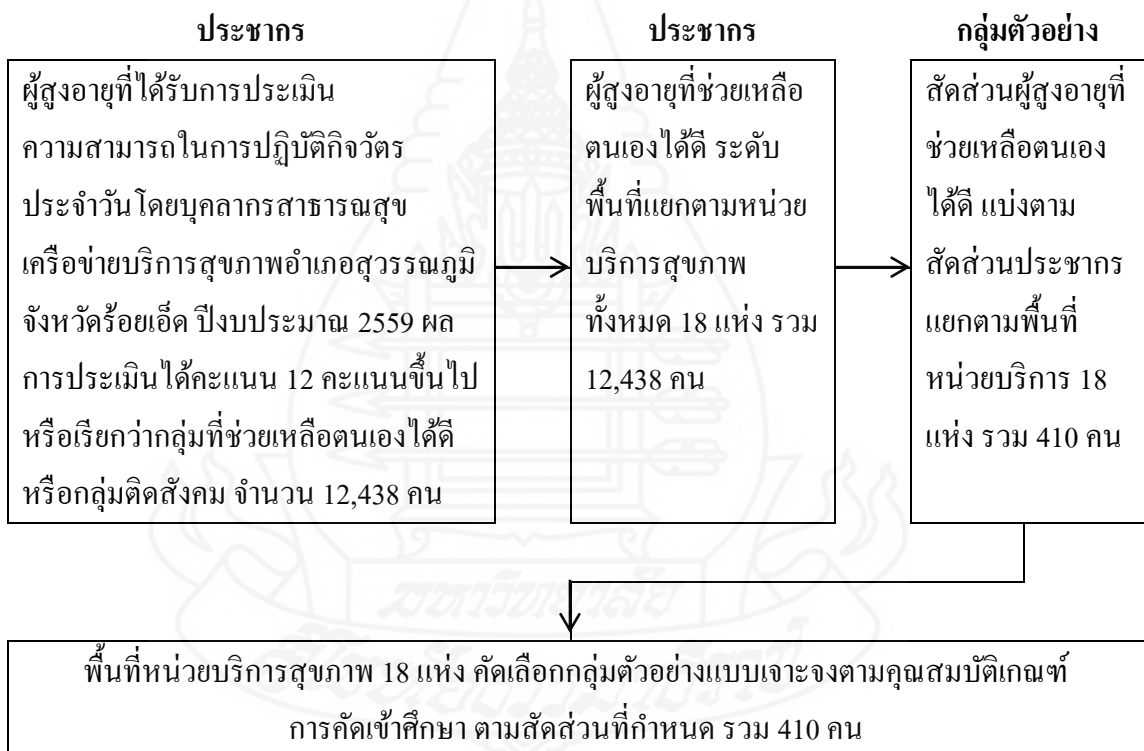 ประชากร
ผู้สูงอายุที่ได้รับการประเมิน
ความสามารถในการปฏิบัติกิจวัตร
ประจำวันโดยบุคลากรสาธารณสุข
เครือข่ายบริการสุขภาพอำเภอสุวรรณภูมิ
จังหวัดร้อยเอ็ด ปีงบประมาณ 2559 ผล
การประเมินได้คะแนน 12 คะแนนขึ้นไป
หรือเรียกว่ากลุ่มที่ช่วยเหลือตนเองได้ดี
หรือกลุ่มติดสังคม จำนวน 12,438 คน
ประชากร
ผู้สูงอายุที่ช่วยเหลือ
ตนเองได้ดี ระดับ
พื้นที่แยกตามหน่วย
บริการสุขภาพ
ทั้งหมด 18 แห่ง รวม
12,438 คน
กลุ่มตัวอย่าง
สัดส่วนผู้สูงอายุที่
ช่วยเหลือตนเอง
ได้ดี แบ่งตาม
สัดส่วนประชากร
แยกตามพื้นที่
หน่วยบริการ 18
แห่ง รวม 410 คน
มหาวิทยาลัย
พื้นที่หน่วยบริการสุขภาพ 18 แห่ง คัดเลือกกลุ่มตัวอย่างแบบเจาะจงตามคุณสมบัติเกณฑ์
การคัดเข้าศึกษา ตามสัดส่วนที่กำหนด รวม 410 คน